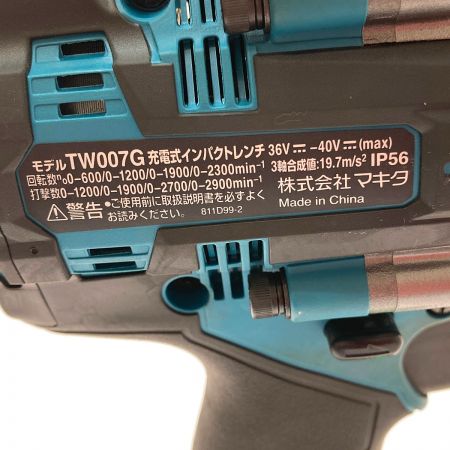 モデルTW007G 充電式インパクトレンチ 36V⎓ -40V⎓(max)
回転数n₀0-600/0-1200/0-1900/0-2300min⁻¹ 3軸合成値:19.7m/s² IP56
打撃数0-1200/0-1900/0-2700/0-2900min⁻¹ 株式会社 マキタ
⚠警告 •ご使用前に取扱説明書を必ずよく Made in China
お読みください。 811D99-2